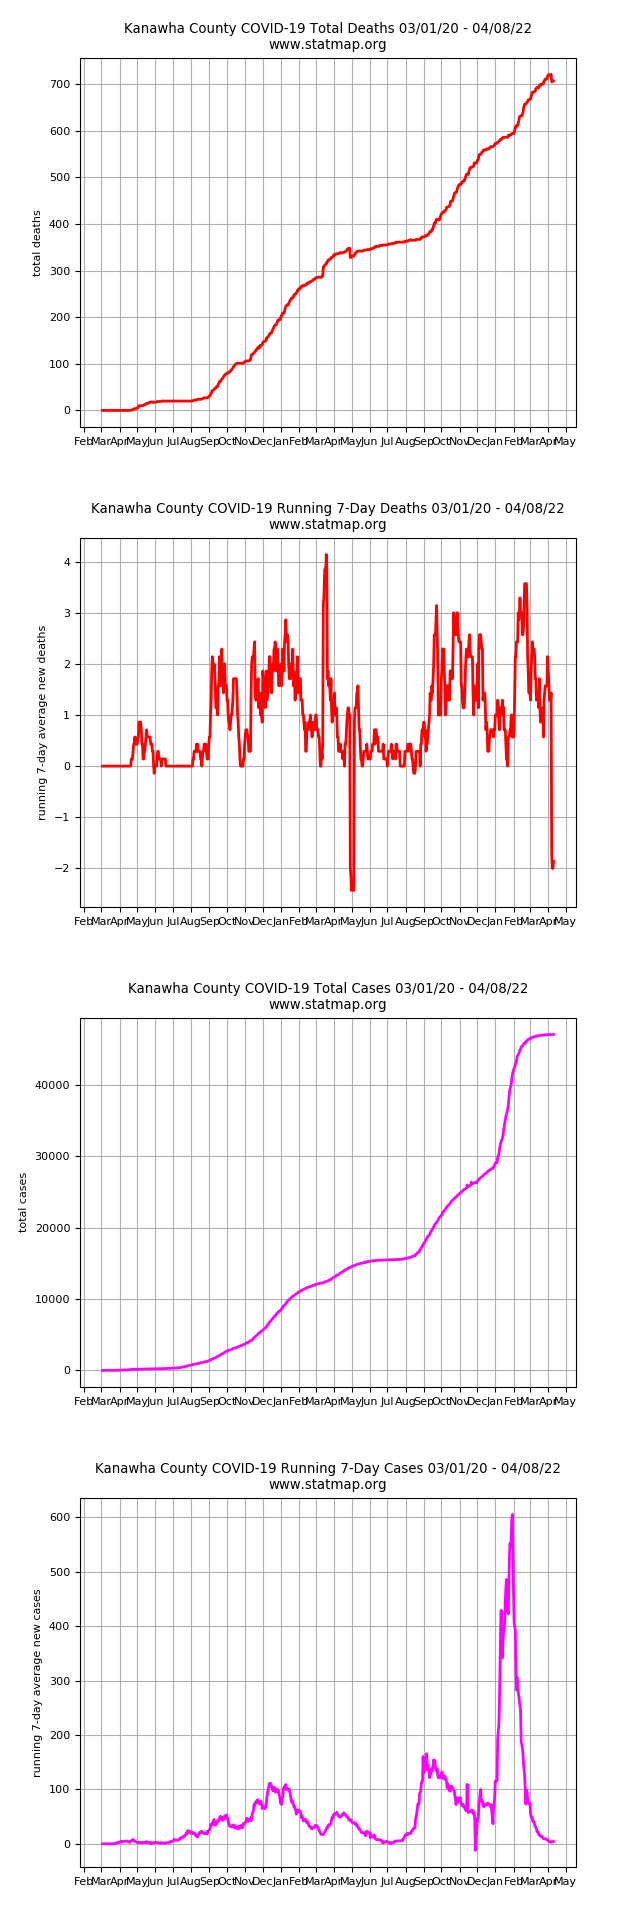 Kanawha County COVID-19 Total Deaths 03/01/20 - 04/08/22
www.statmap.org
total deaths
700
600
500
400
300
200
100
0
Feb Mar Apr May Jun Jul Aug Sep Oct Nov Dec Jan Feb Mar Apr May Jun Jul Aug Sep Oct Nov Dec Jan Feb Mar Apr May
Kanawha County COVID-19 Running 7-Day Deaths 03/01/20 - 04/08/22
www.statmap.org
running 7-day average new deaths
4
3
2
1
0
−1
−2
Feb Mar Apr May Jun Jul Aug Sep Oct Nov Dec Jan Feb Mar Apr May Jun Jul Aug Sep Oct Nov Dec Jan Feb Mar Apr May
Kanawha County COVID-19 Total Cases 03/01/20 - 04/08/22
www.statmap.org
total cases
40000
30000
20000
10000
0
Feb Mar Apr May Jun Jul Aug Sep Oct Nov Dec Jan Feb Mar Apr May Jun Jul Aug Sep Oct Nov Dec Jan Feb Mar Apr May
Kanawha County COVID-19 Running 7-Day Cases 03/01/20 - 04/08/22
www.statmap.org
running 7-day average new cases
600
500
400
300
200
100
0
Feb Mar Apr May Jun Jul Aug Sep Oct Nov Dec Jan Feb Mar Apr May Jun Jul Aug Sep Oct Nov Dec Jan Feb Mar Apr May